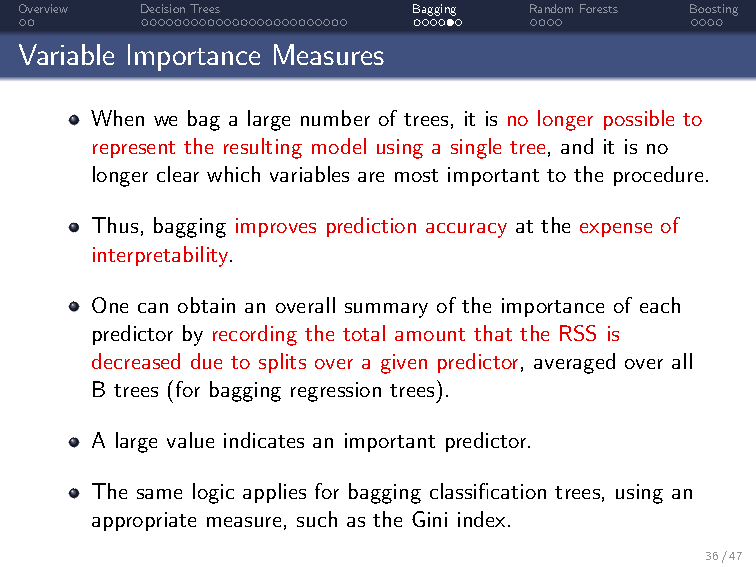 Overview Decision Trees Bagging Random Forests Boosting
Variable Importance Measures
When we bag a large number of trees, it is no longer possible to
represent the resulting model using a single tree, and it is no
longer clear which variables are most important to the procedure.
Thus, bagging improves prediction accuracy at the expense of
interpretability.
One can obtain an overall summary of the importance of each
predictor by recording the total amount that the RSS is
decreased due to splits over a given predictor, averaged over all
B trees (for bagging regression trees).
A large value indicates an important predictor.
The same logic applies for bagging classification trees, using an
appropriate measure, such as the Gini index.
36 / 47